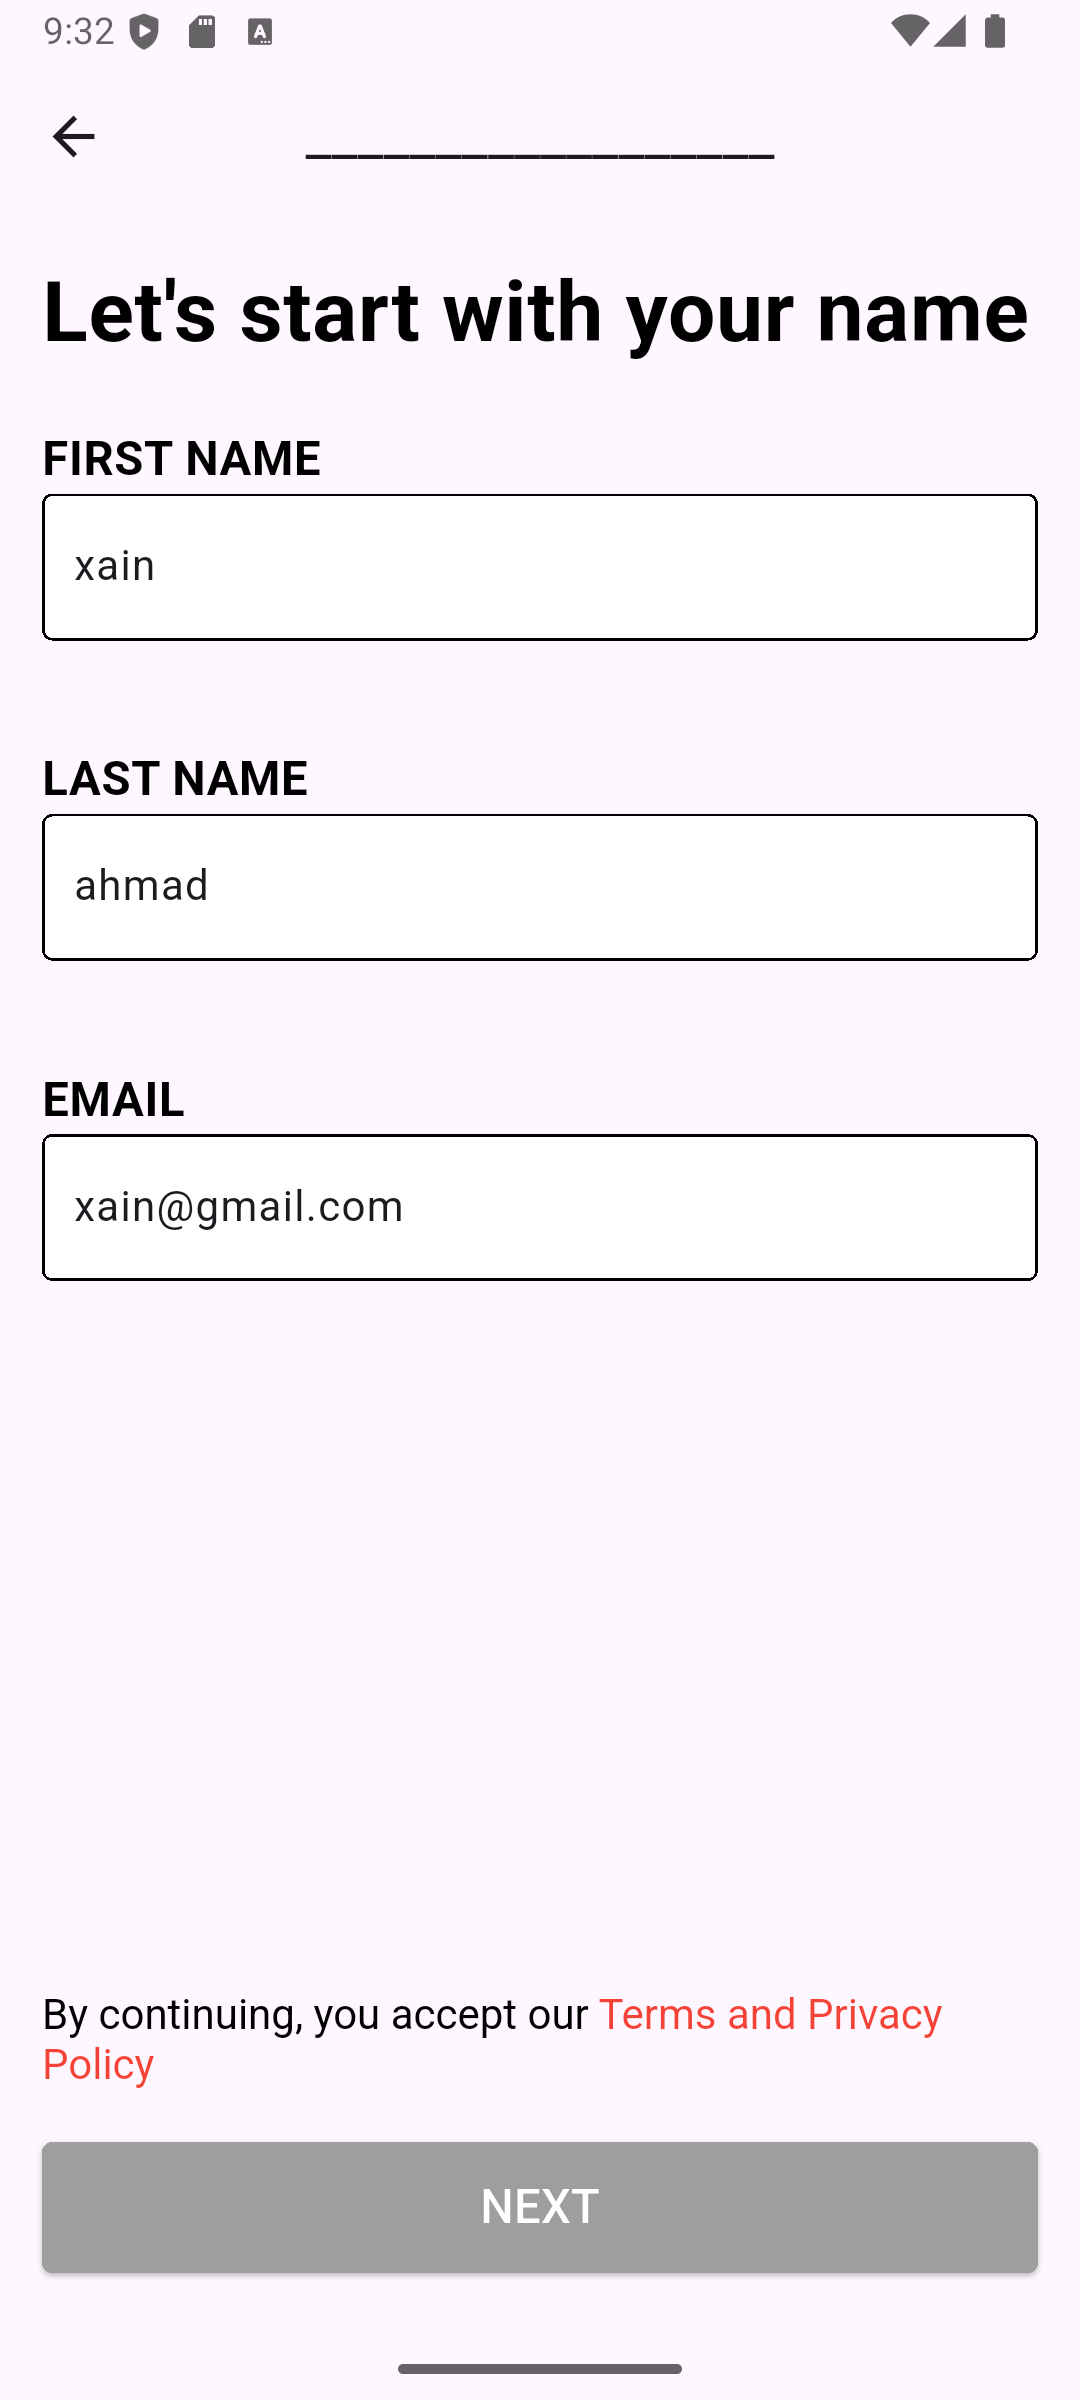 9:32
__________________
Let's start with your name
FIRST NAME
xain
LAST NAME
ahmad
EMAIL
xain@gmail.com
By continuing, you accept our Terms and Privacy
Policy
NEXT